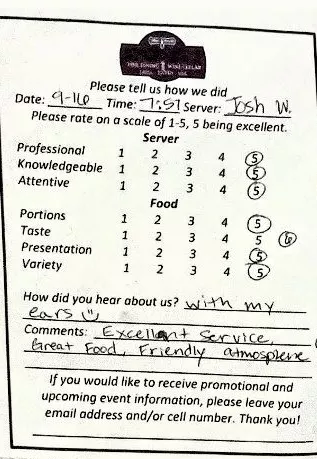 FINE DINING & WINE CELLAR
Please tell us how we did
Date: 9-16 Time: 7:51 Server: Josh W.
Please rate on a scale of 1-5, 5 being excellent.
Server
Professional 1 2 3 4 5
Knowledgeable 1 2 3 4 5
Attentive 1 2 3 4 5
Food
Portions 1 2 3 4 5
Taste 1 2 3 4 5 6
Presentation 1 2 3 4 5
Variety 1 2 3 4 5
How did you hear about us? with my
ears
Comments: Excellent Service,
Great Food, Friendly atmosphere
If you would like to receive promotional and
upcoming event information, please leave your
email address and/or cell number. Thank you!